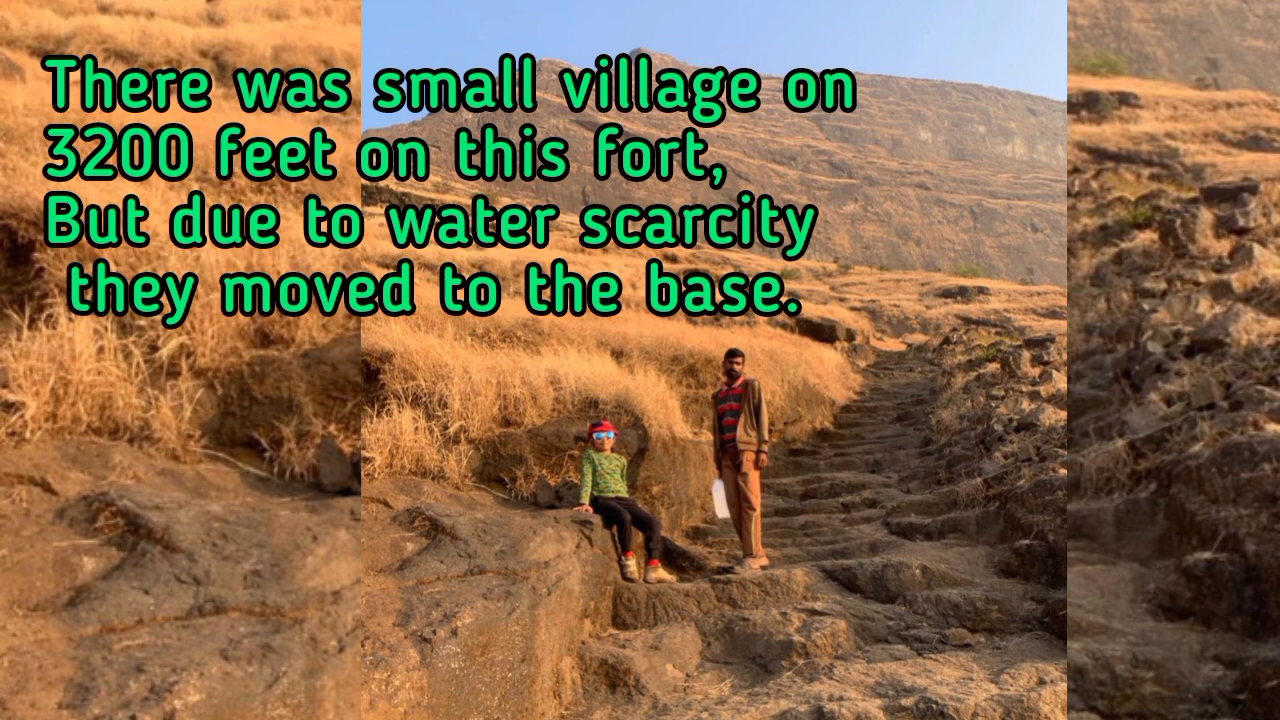 There was small village on
3200 feet on this fort,
But due to water scarcity
they moved to the base.